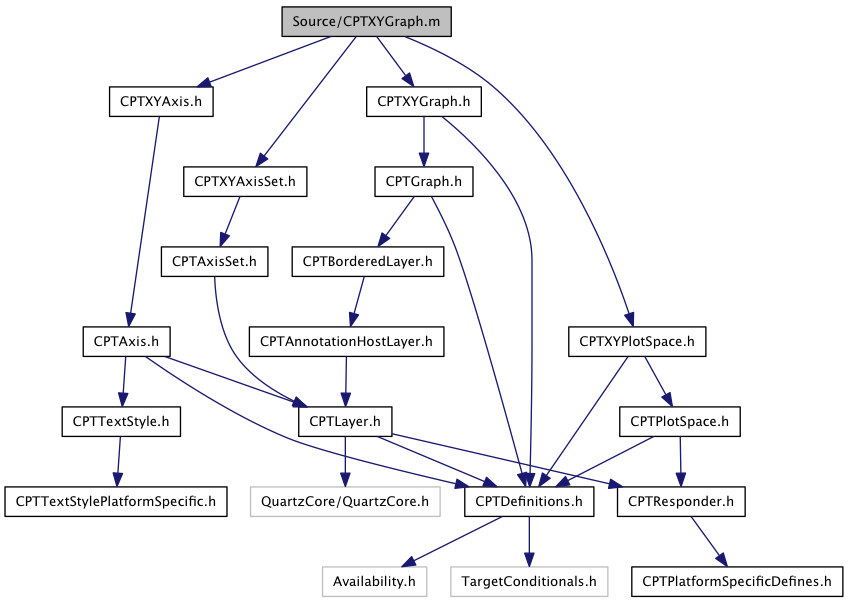 Source/CPTXYGraph.m
CPTXYAxis.h
CPTXYGraph.h
CPTXYAxisSet.h
CPTGraph.h
CPTAxisSet.h
CPTBorderedLayer.h
CPTAxis.h
CPTAnnotationHostLayer.h
CPTXYPlotSpace.h
CPTTextStyle.h
CPTLayer.h
CPTPlotSpace.h
CPTTextStylePlatformSpecific.h
QuartzCore/QuartzCore.h
CPTDefinitions.h
CPTResponder.h
Availability.h
TargetConditionals.h
CPTPlatformSpecificDefines.h